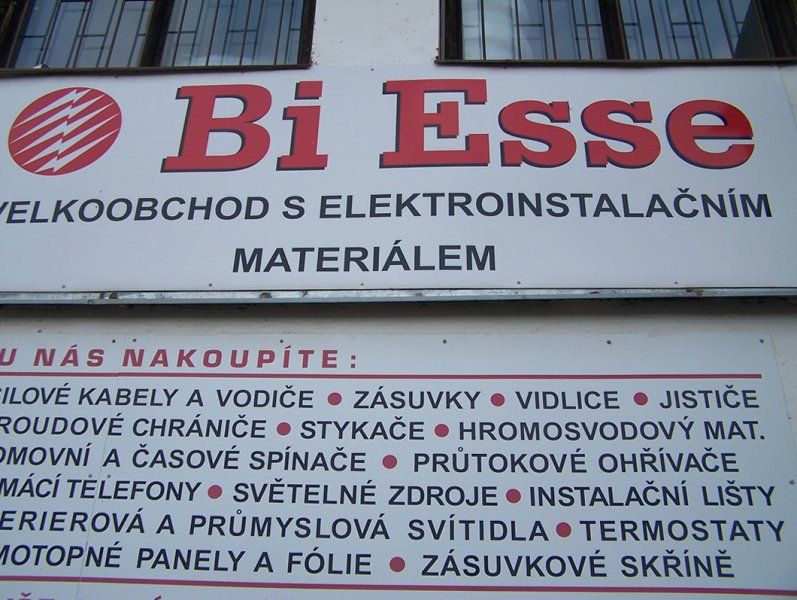 Bi Esse
VELKOOBCHOD S ELEKTROINSTALAČNÍM
MATERIÁLEM
U NÁS NAKOUPÍTE:
SILOVÉ KABELY A VODIČE • ZÁSUVKY • VIDLICE • JISTIČE
ROUDOVÉ CHRÁNIČE • STYKAČE • HROMOSVODOVÝ MAT.
OMOVNÍ A ČASOVÉ SPÍNAČE • PRŮTOKOVÉ OHŘÍVAČE
MÁCÍ TELEFONY • SVĚTELNÉ ZDROJE • INSTALAČNÍ LIŠTY
ERIEROVÁ A PRŮMYSLOVÁ SVÍTIDLA • TERMOSTATY
MOTOPNÉ PANELY A FÓLIE • ZÁSUVKOVÉ SKŘÍNĚ